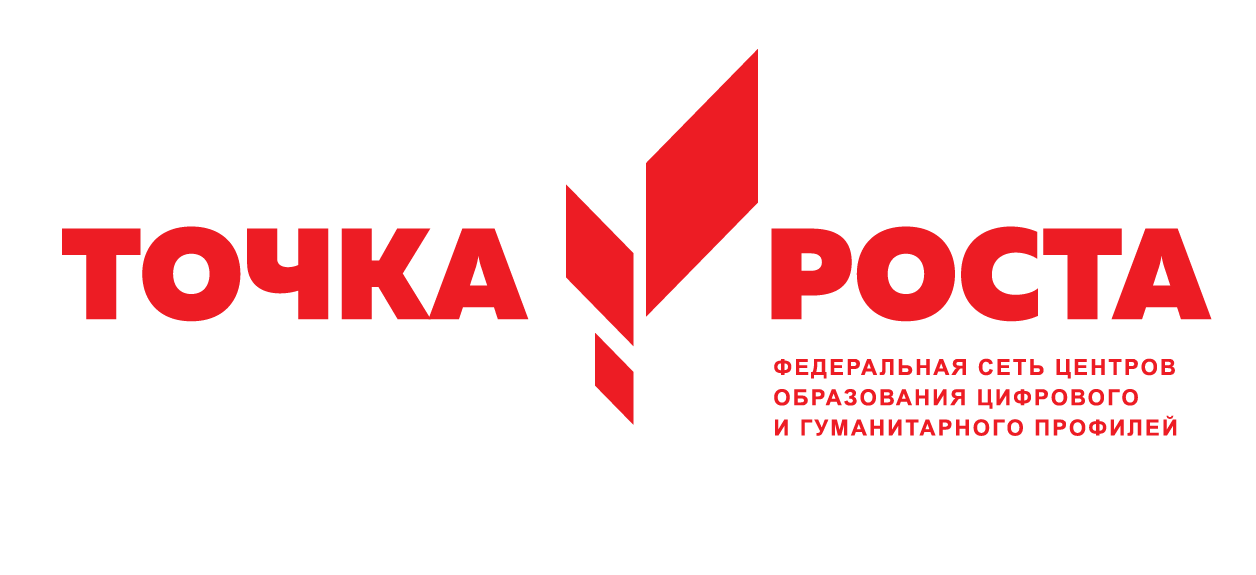 ТОЧКА РОСТА
ФЕДЕРАЛЬНАЯ СЕТЬ ЦЕНТРОВ
ОБРАЗОВАНИЯ ЦИФРОВОГО
И ГУМАНИТАРНОГО ПРОФИЛЕЙ